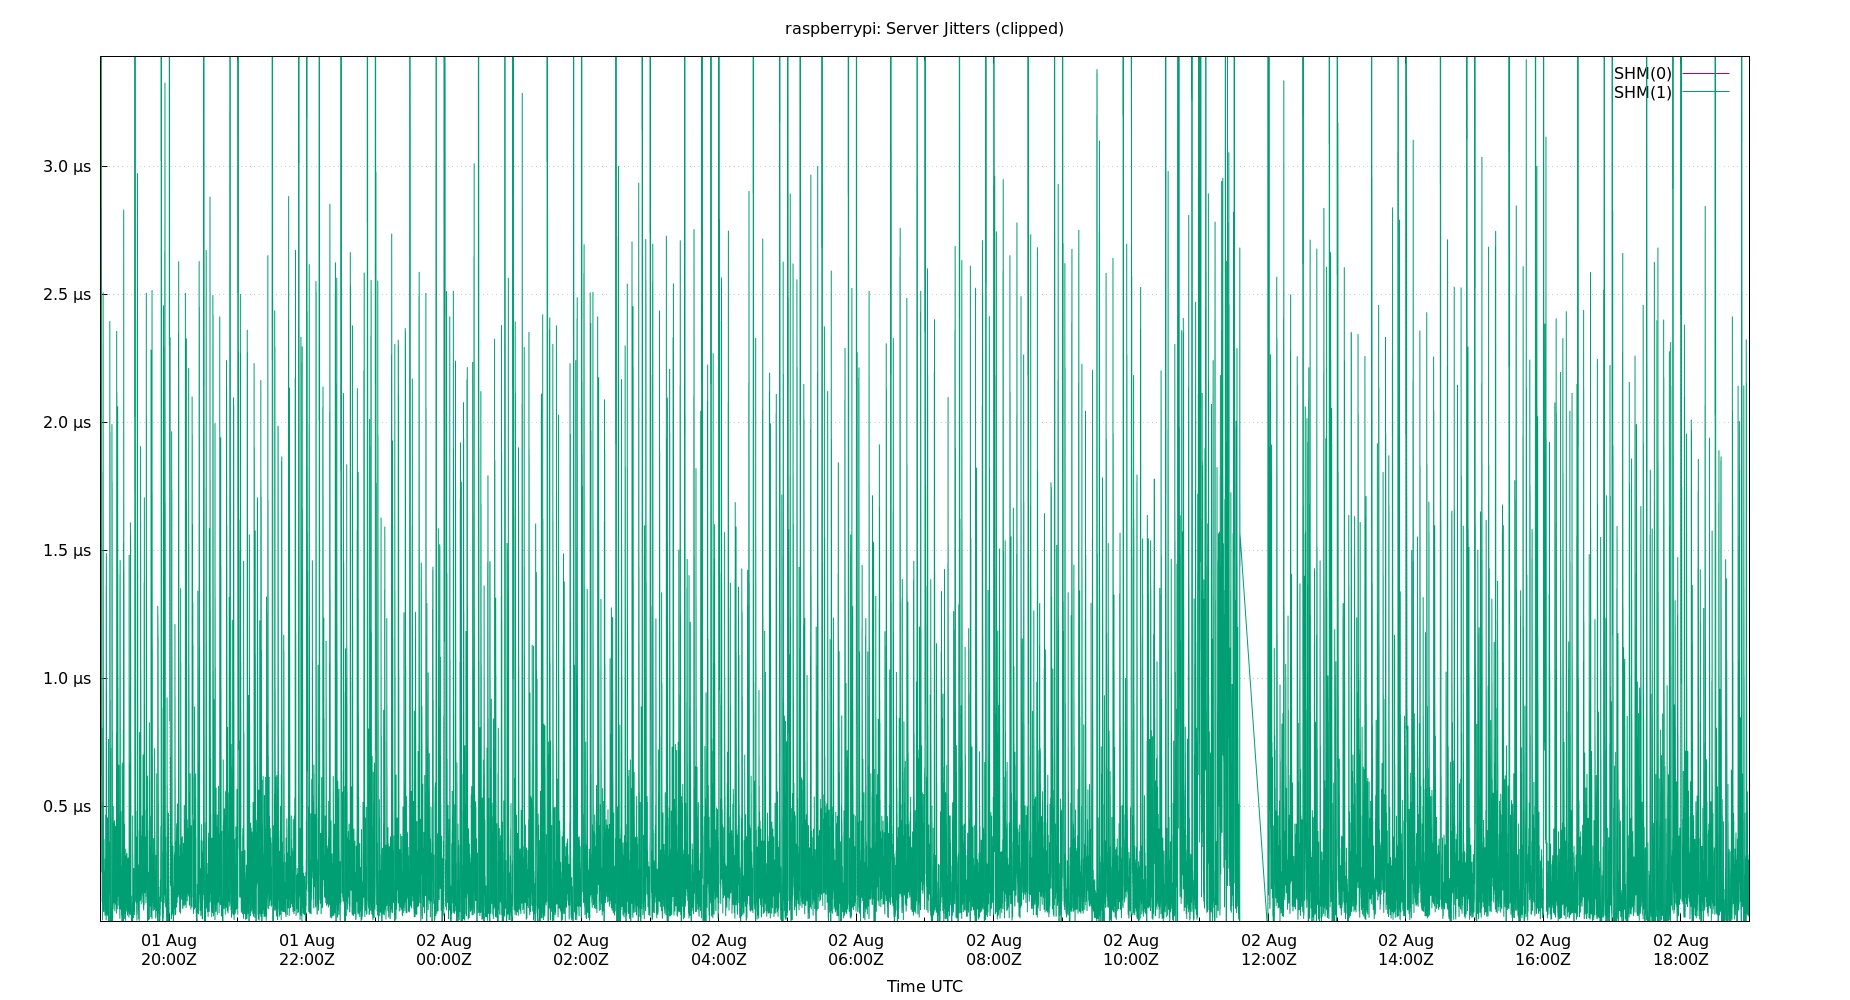 raspberrypi: Server Jitters (clipped)
SHM(0)
SHM(1)
3.0 µs
2.5 µs
2.0 µs
1.5 µs
1.0 µs
0.5 µs
01 Aug 01 Aug 02 Aug 02 Aug 02 Aug 02 Aug 02 Aug 02 Aug 02 Aug 02 Aug 02 Aug 02 Aug
20:00Z 22:00Z 00:00Z 02:00Z 04:00Z 06:00Z 08:00Z 10:00Z 12:00Z 14:00Z 16:00Z 18:00Z
Time UTC